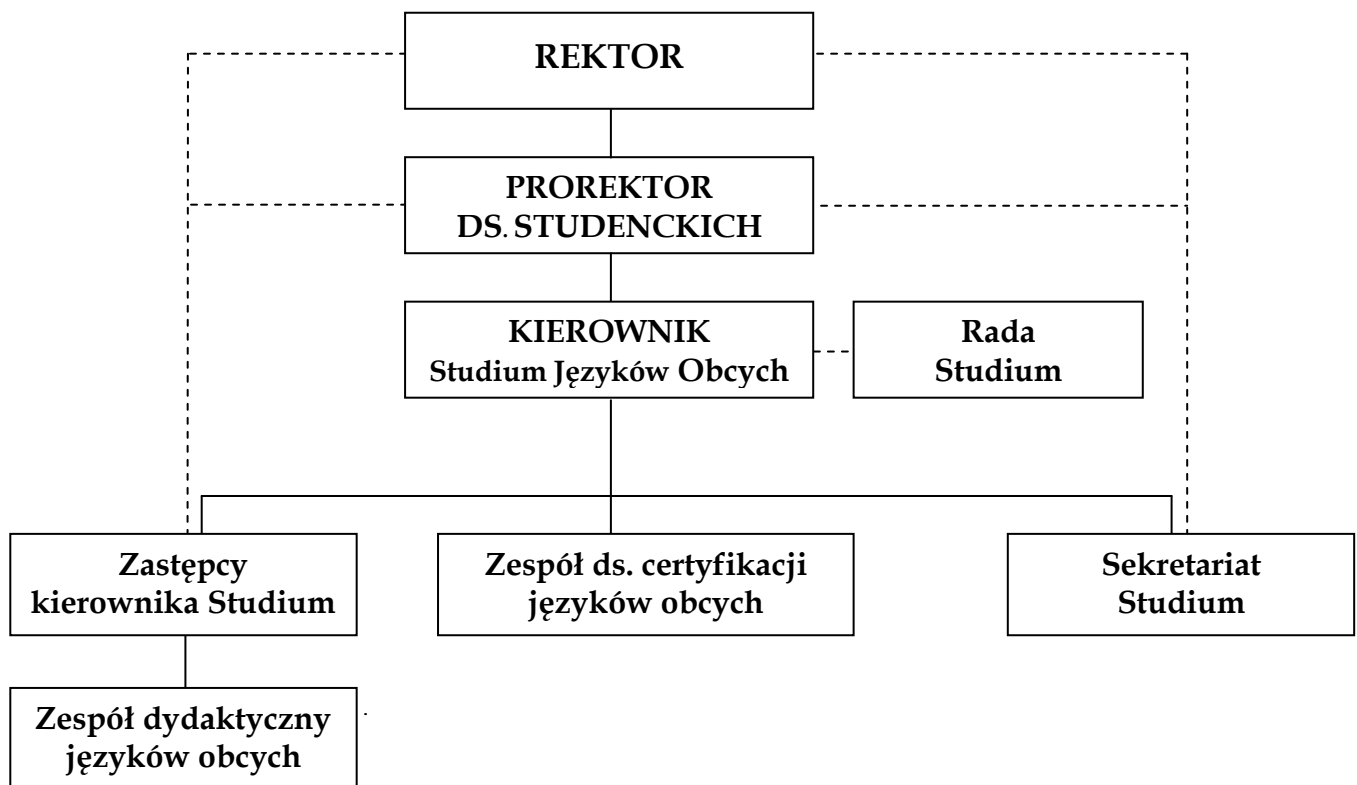 REKTOR
PROREKTOR
DS. STUDENCKICH
KIEROWNIK
Studium Języków Obcych
Rada
Studium
Zastępcy
kierownika Studium
Zespół ds. certyfikacji
języków obcych
Sekretariat
Studium
Zespół dydaktyczny
języków obcych